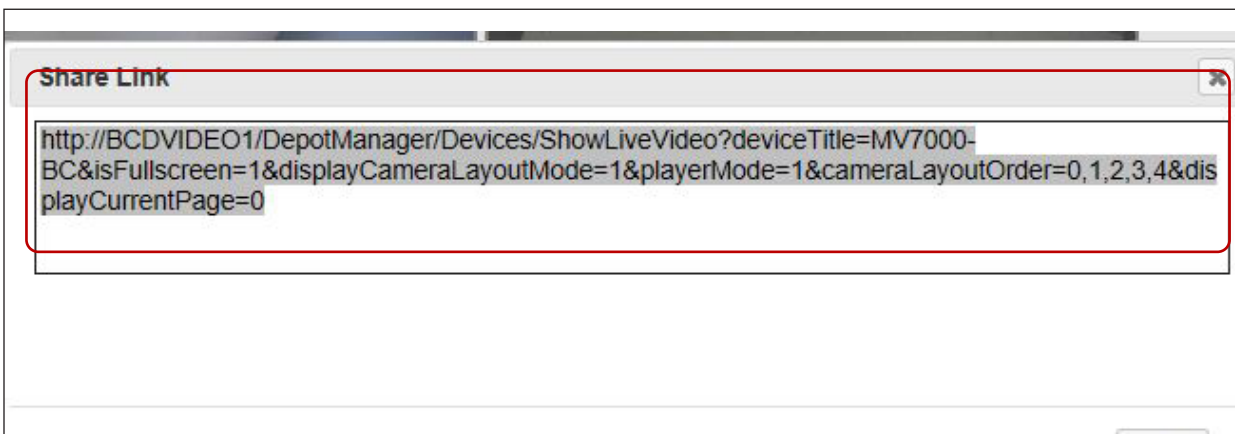 Share Link
http://BCDVIDEO1/DepotManager/Devices/ShowLiveVideo?deviceTitle=MV7000-
BC&isFullscreen=1&displayCameraLayoutMode=1&playerMode=1&cameraLayoutOrder=0,1,2,3,4&dis
playCurrentPage=0